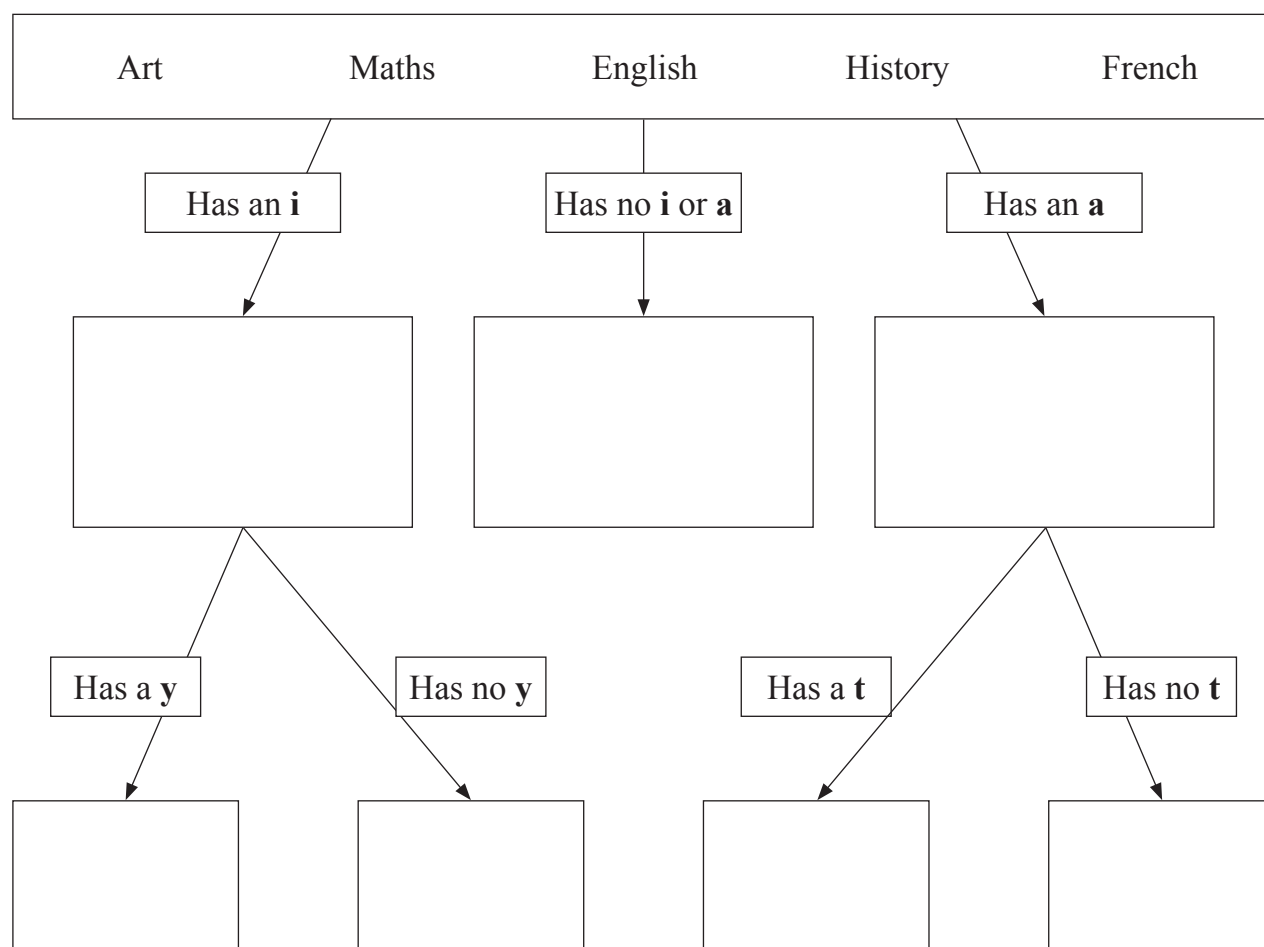 Art Maths English History French
Has an i Has no i or a Has an a
Has a y Has no y Has a t Has no t